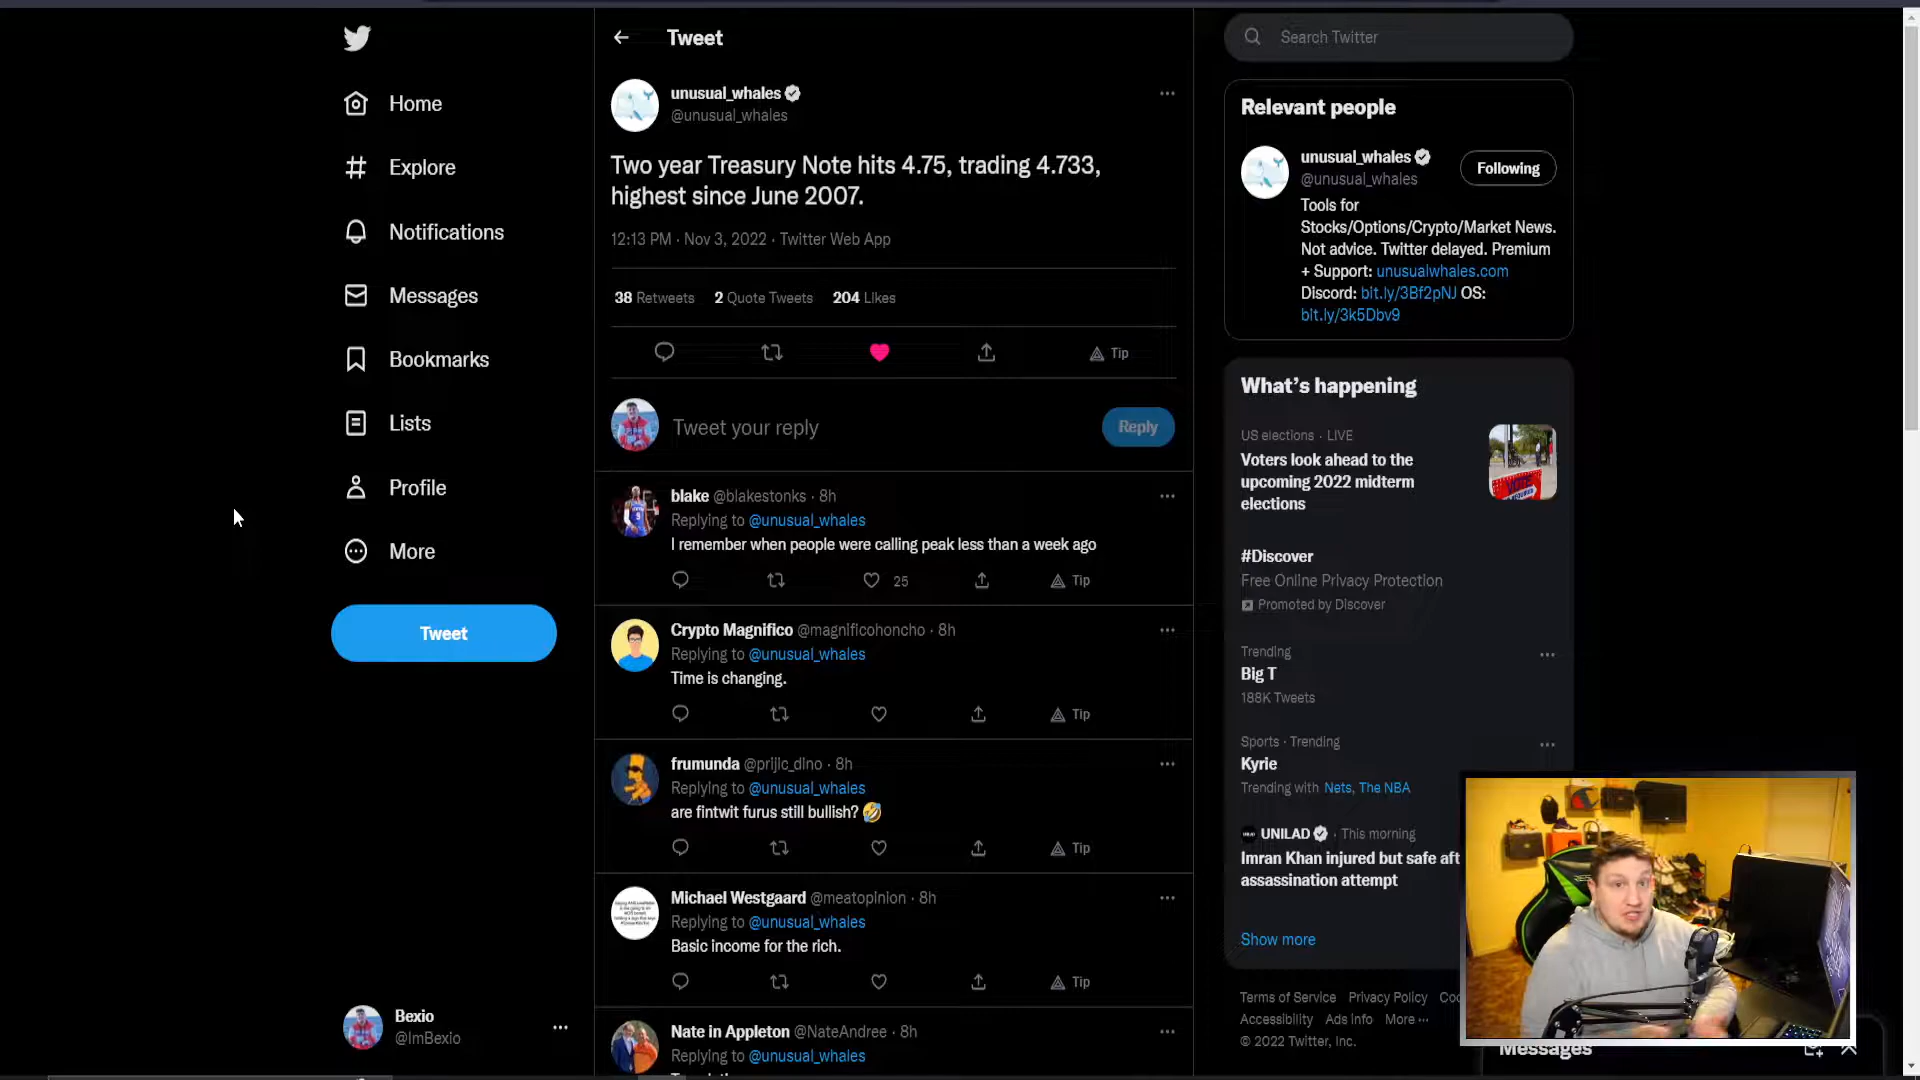 Home
Explore
Notifications
Messages
Bookmarks
Lists
Profile
More
Tweet
Bexio
@ImBexio
Tweet
unusual_whales
@unusual_whales
Two year Treasury Note hits 4.75, trading 4.733,
highest since June 2007.
12:13 PM · Nov 3, 2022 · Twitter Web App
38 Retweets 2 Quote Tweets 204 Likes
Tip
Tweet your reply
Reply
blake @blakestonks · 8h
Replying to @unusual_whales
I remember when people were calling peak less than a week ago
25 Tip
Crypto Magnifico @magnificohoncho · 8h
Replying to @unusual_whales
Time is changing.
Tip
frumunda @prijic_dino · 8h
Replying to @unusual_whales
are fintwit furus still bullish? 🤣
Tip
Michael Westgaard @meatopinion · 8h
Replying to @unusual_whales
Basic income for the rich.
Tip
Nate in Appleton @NateAndree · 8h
Replying to @unusual_whales
Search Twitter
Relevant people
unusual_whales
@unusual_whales
Following
Tools for
Stocks/Options/Crypto/Market News.
Not advice. Twitter delayed. Premium
+ Support: unusualwhales.com
Discord: bit.ly/3Bf2pNJ OS:
bit.ly/3k5Dbv9
What's happening
US elections · LIVE
Voters look ahead to the
upcoming 2022 midterm
elections
#Discover
Free Online Privacy Protection
Promoted by Discover
Trending
Big T
188K Tweets
Sports · Trending
Kyrie
Trending with Nets, The NBA
UNILAD · This morning
Imran Khan injured but safe aft
assassination attempt
Show more
Terms of Service Privacy Policy Coo
Accessibility Ads info More
© 2022 Twitter, Inc.
Messages